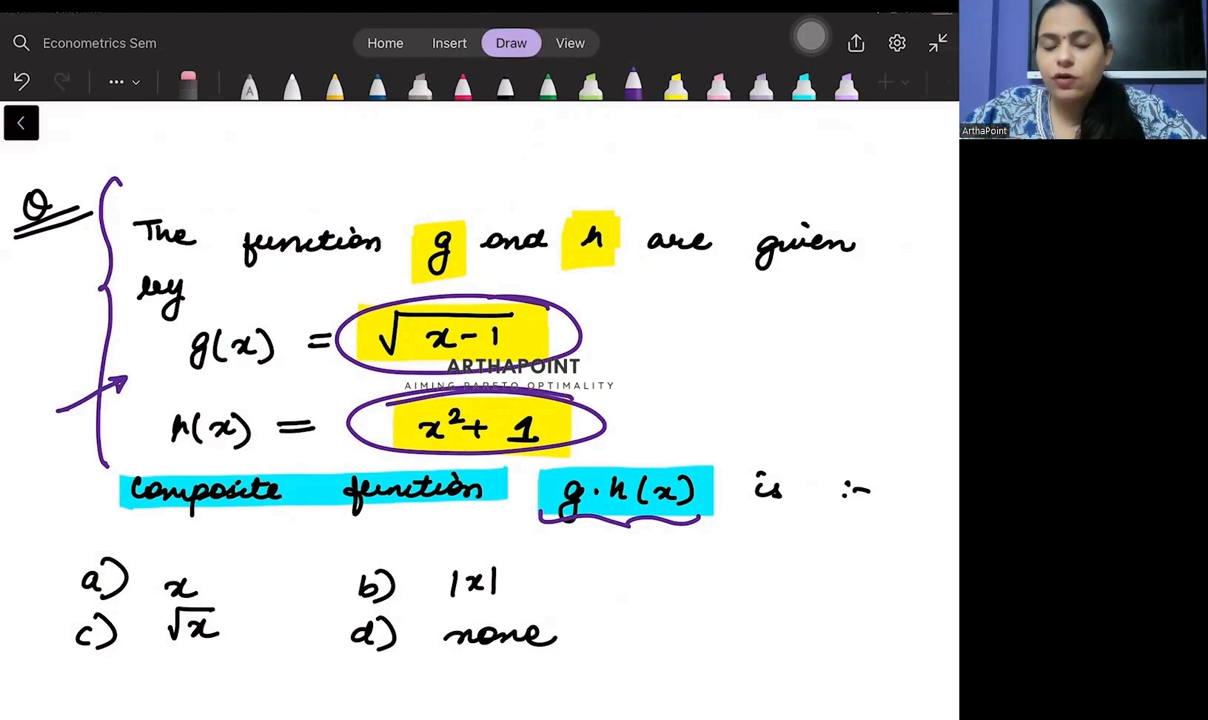 Econometrics Sem
Home Insert Draw View
A
ArthaPoint
Q
The function g and h are given
by
g(x) = √x-1
ARTHAPOINT
AIMING PARETO OPTIMALITY
h(x) = x²+ 1
composite function g.h(x) is :-
a) x b) |x|
c) √x d) none